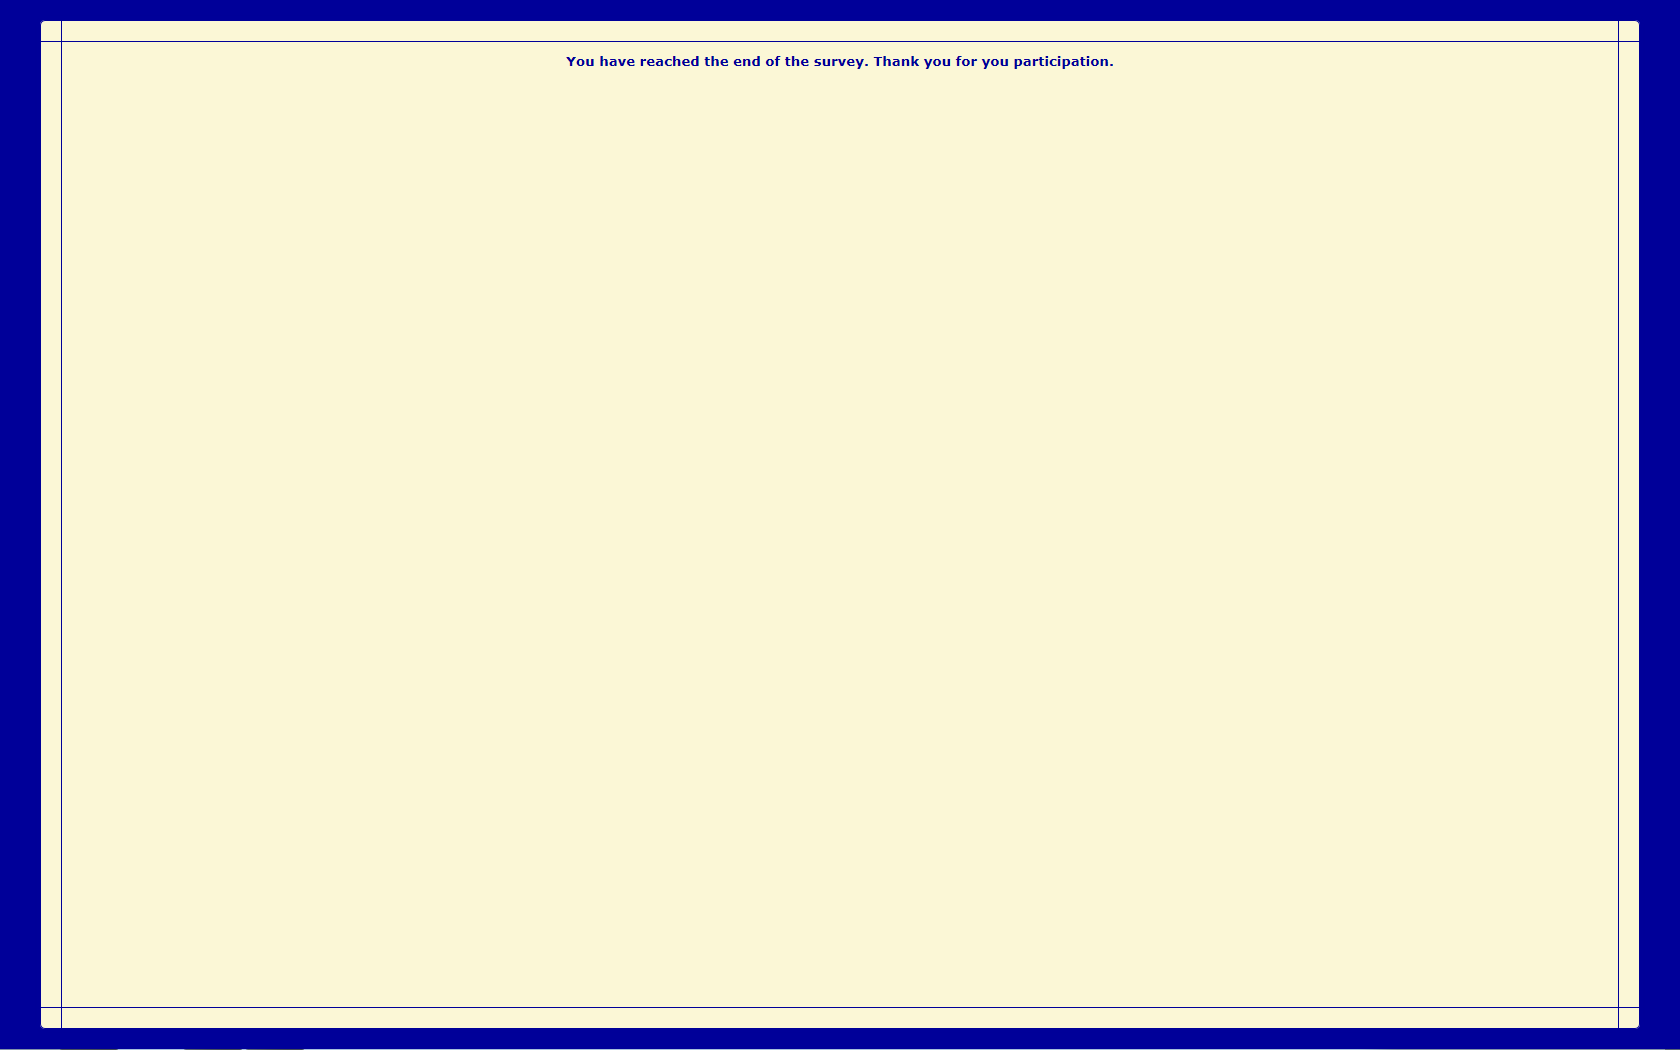 You have reached the end of the survey. Thank you for you participation.